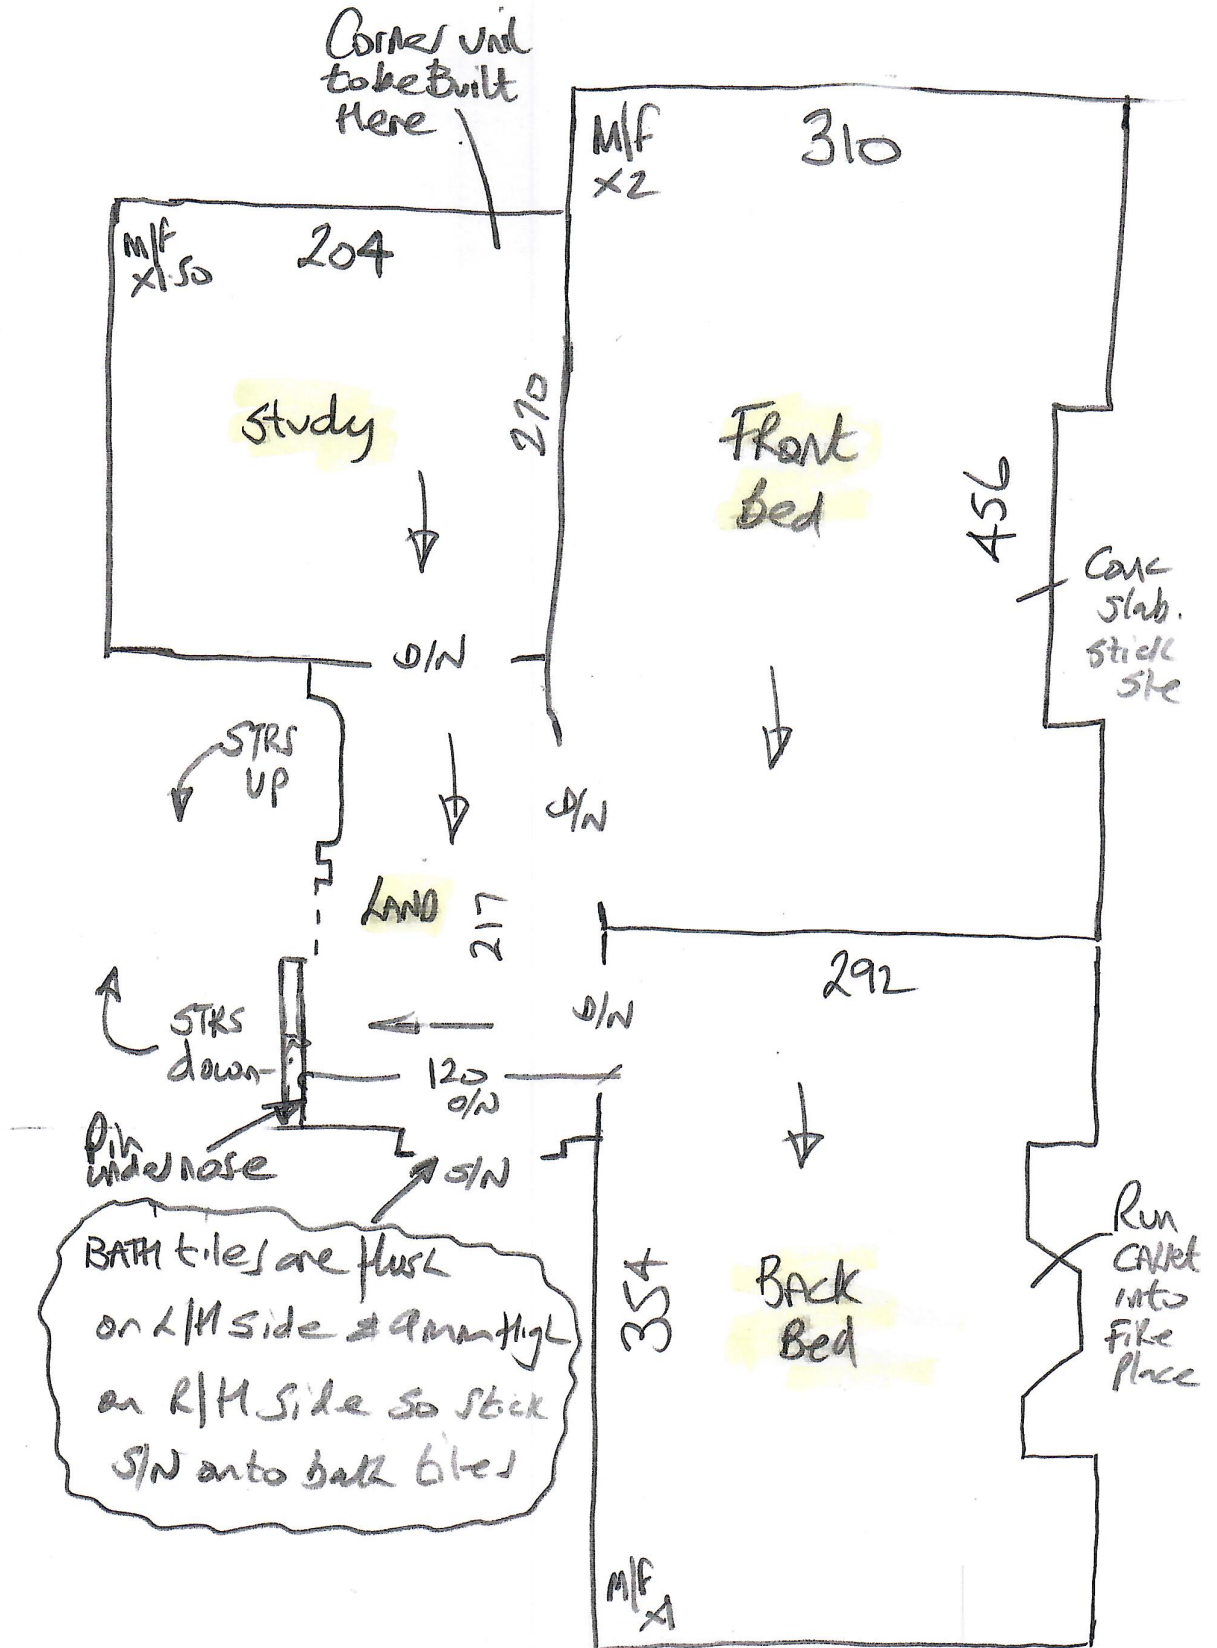 Corner unit
to be Built
Here
M/F
x2
310
M/F
x1.50
204
270
Study
Front
Bed
456
Conc
Slab.
Stick
D/N
STRS
UP
D/N
LAND
217
292
D/N
STRS
down
120
O/N
Pin
under nose
S/N
BATH tiles are flush
on L/H side & 9mm High
on R/H Side so stick
S/N onto bath tiles
354
BACK
Bed
Run
CARPet
into
Fire
Place
M/F